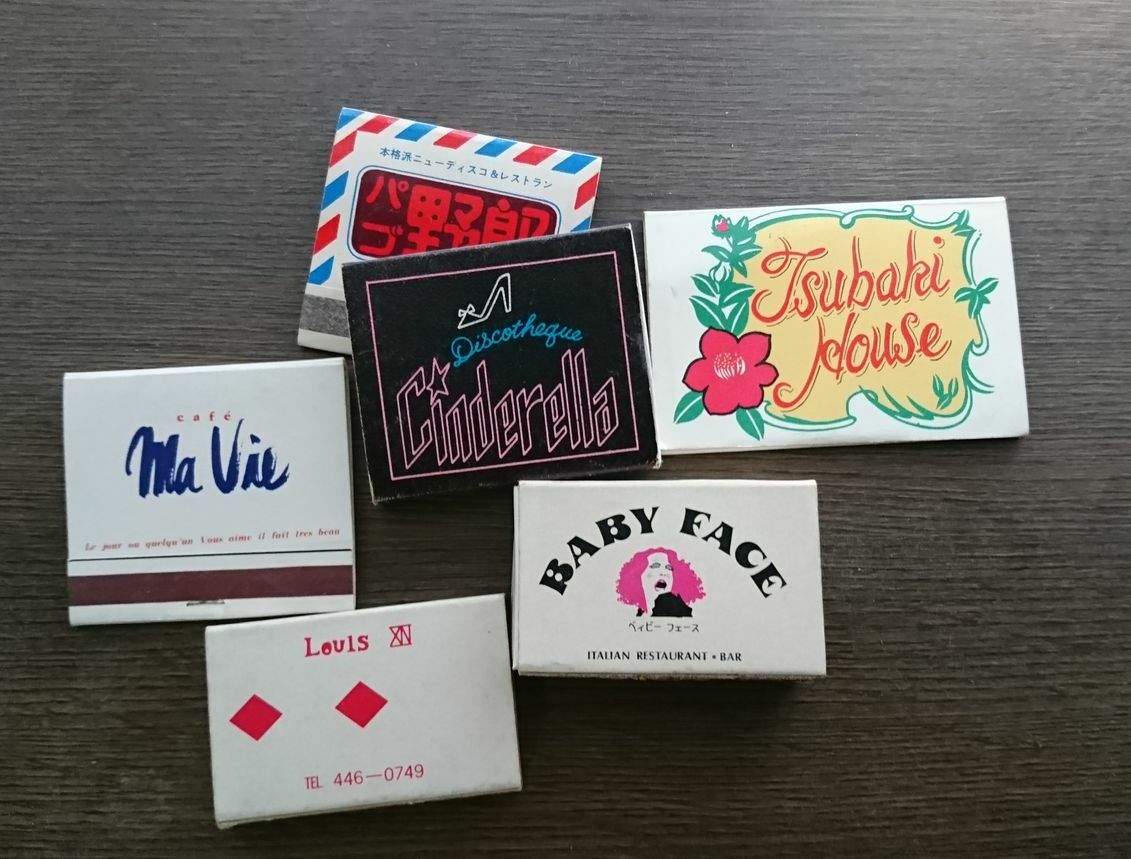 本格派ニューディスコ&レストラン
パゴ野郎
Discotheque
Cinderella
Tsubaki
House
café
Ma Vie
Le jour ou quelqu'un Vous aime il fait tres beau
BABY FACE
ベイビーフェース
ITALIAN RESTAURANT・BAR
Louis XIV
TEL 446—0749